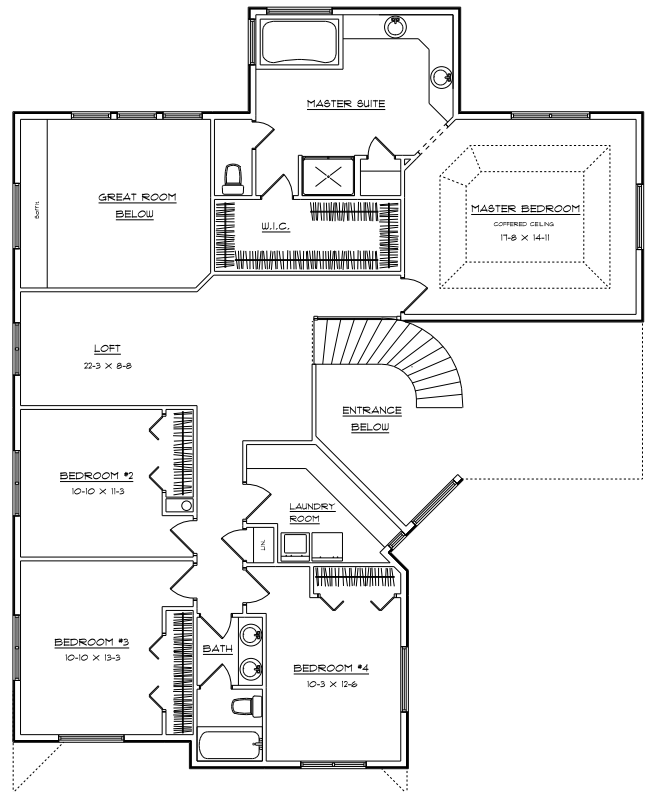 MASTER SUITE
GREAT ROOM
BELOW
SOFFIT
W.I.C.
MASTER BEDROOM
COFFERED CEILING
17-8 X 14-11
LOFT
22-3 X 8-8
ENTRANCE
BELOW
BEDROOM #2
10-10 X 11-3
LAUNDRY
ROOM
LIN.
BEDROOM #3
10-10 X 13-3
BATH
BEDROOM #4
10-3 X 12-6